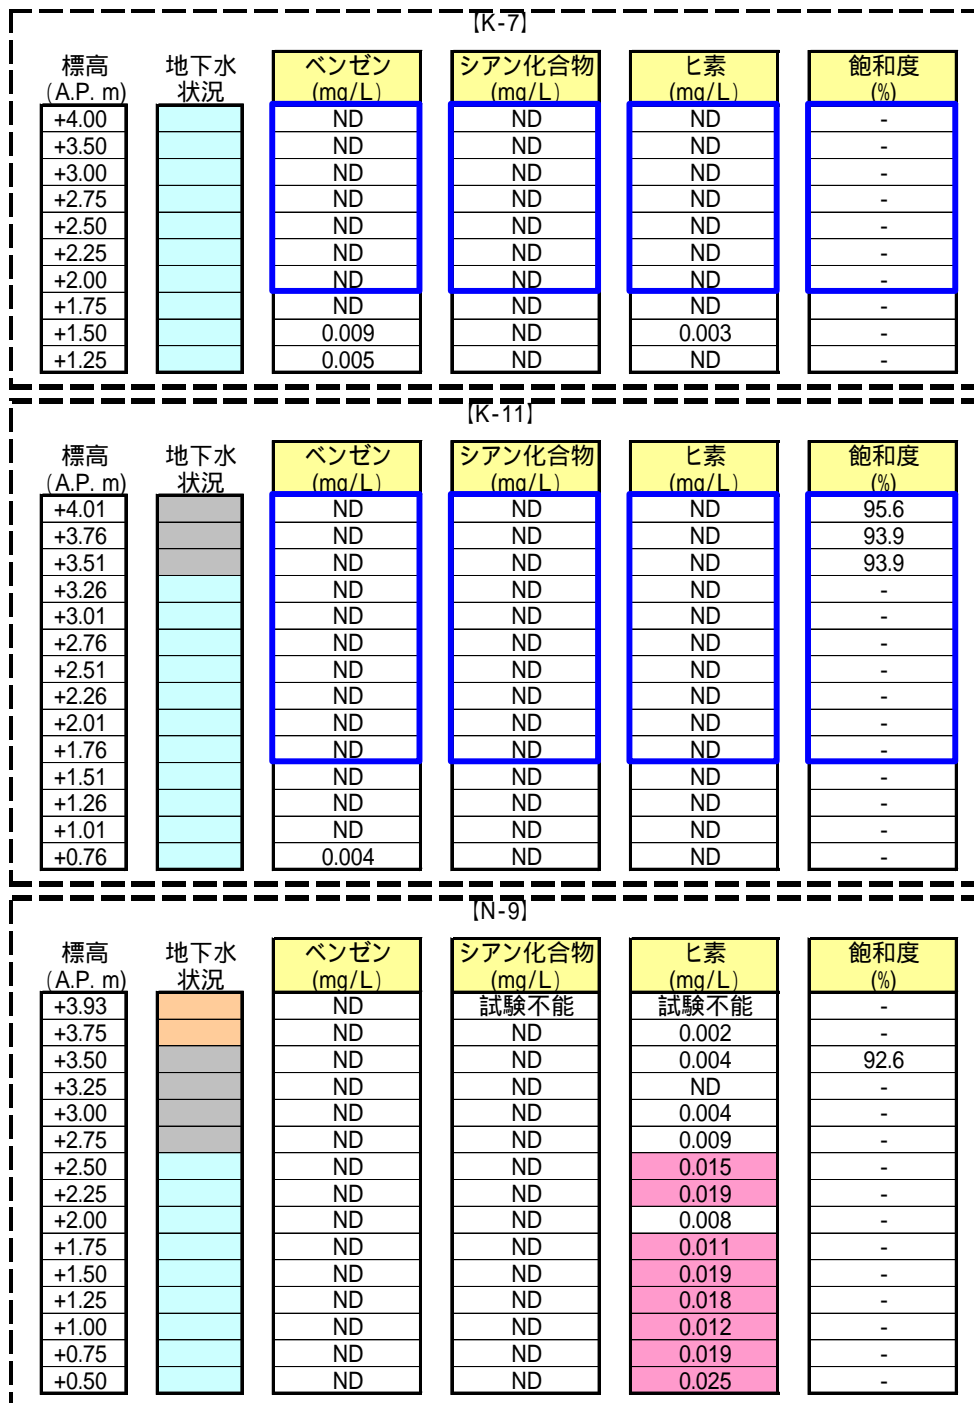 【K-7】
標高 地下水 ベンゼン シアン化合物 ヒ素 飽和度
(A.P. m) 状況 (mg/L) (mg/L) (mg/L) (%)
+4.00 ND ND ND -
+3.50 ND ND ND -
+3.00 ND ND ND -
+2.75 ND ND ND -
+2.50 ND ND ND -
+2.25 ND ND ND -
+2.00 ND ND ND -
+1.75 ND ND ND -
+1.50 0.009 ND 0.003 -
+1.25 0.005 ND ND -
【K-11】
標高 地下水 ベンゼン シアン化合物 ヒ素 飽和度
(A.P. m) 状況 (mg/L) (mg/L) (mg/L) (%)
+4.01 ND ND ND 95.6
+3.76 ND ND ND 93.9
+3.51 ND ND ND 93.9
+3.26 ND ND ND -
+3.01 ND ND ND -
+2.76 ND ND ND -
+2.51 ND ND ND -
+2.26 ND ND ND -
+2.01 ND ND ND -
+1.76 ND ND ND -
+1.51 ND ND ND -
+1.26 ND ND ND -
+1.01 ND ND ND -
+0.76 0.004 ND ND -
【N-9】
標高 地下水 ベンゼン シアン化合物 ヒ素 飽和度
(A.P. m) 状況 (mg/L) (mg/L) (mg/L) (%)
+3.93 ND 試験不能 試験不能 -
+3.75 ND ND 0.002 -
+3.50 ND ND 0.004 92.6
+3.25 ND ND ND -
+3.00 ND ND 0.004 -
+2.75 ND ND 0.009 -
+2.50 ND ND 0.015 -
+2.25 ND ND 0.019 -
+2.00 ND ND 0.008 -
+1.75 ND ND 0.011 -
+1.50 ND ND 0.019 -
+1.25 ND ND 0.018 -
+1.00 ND ND 0.012 -
+0.75 ND ND 0.019 -
+0.50 ND ND 0.025 -